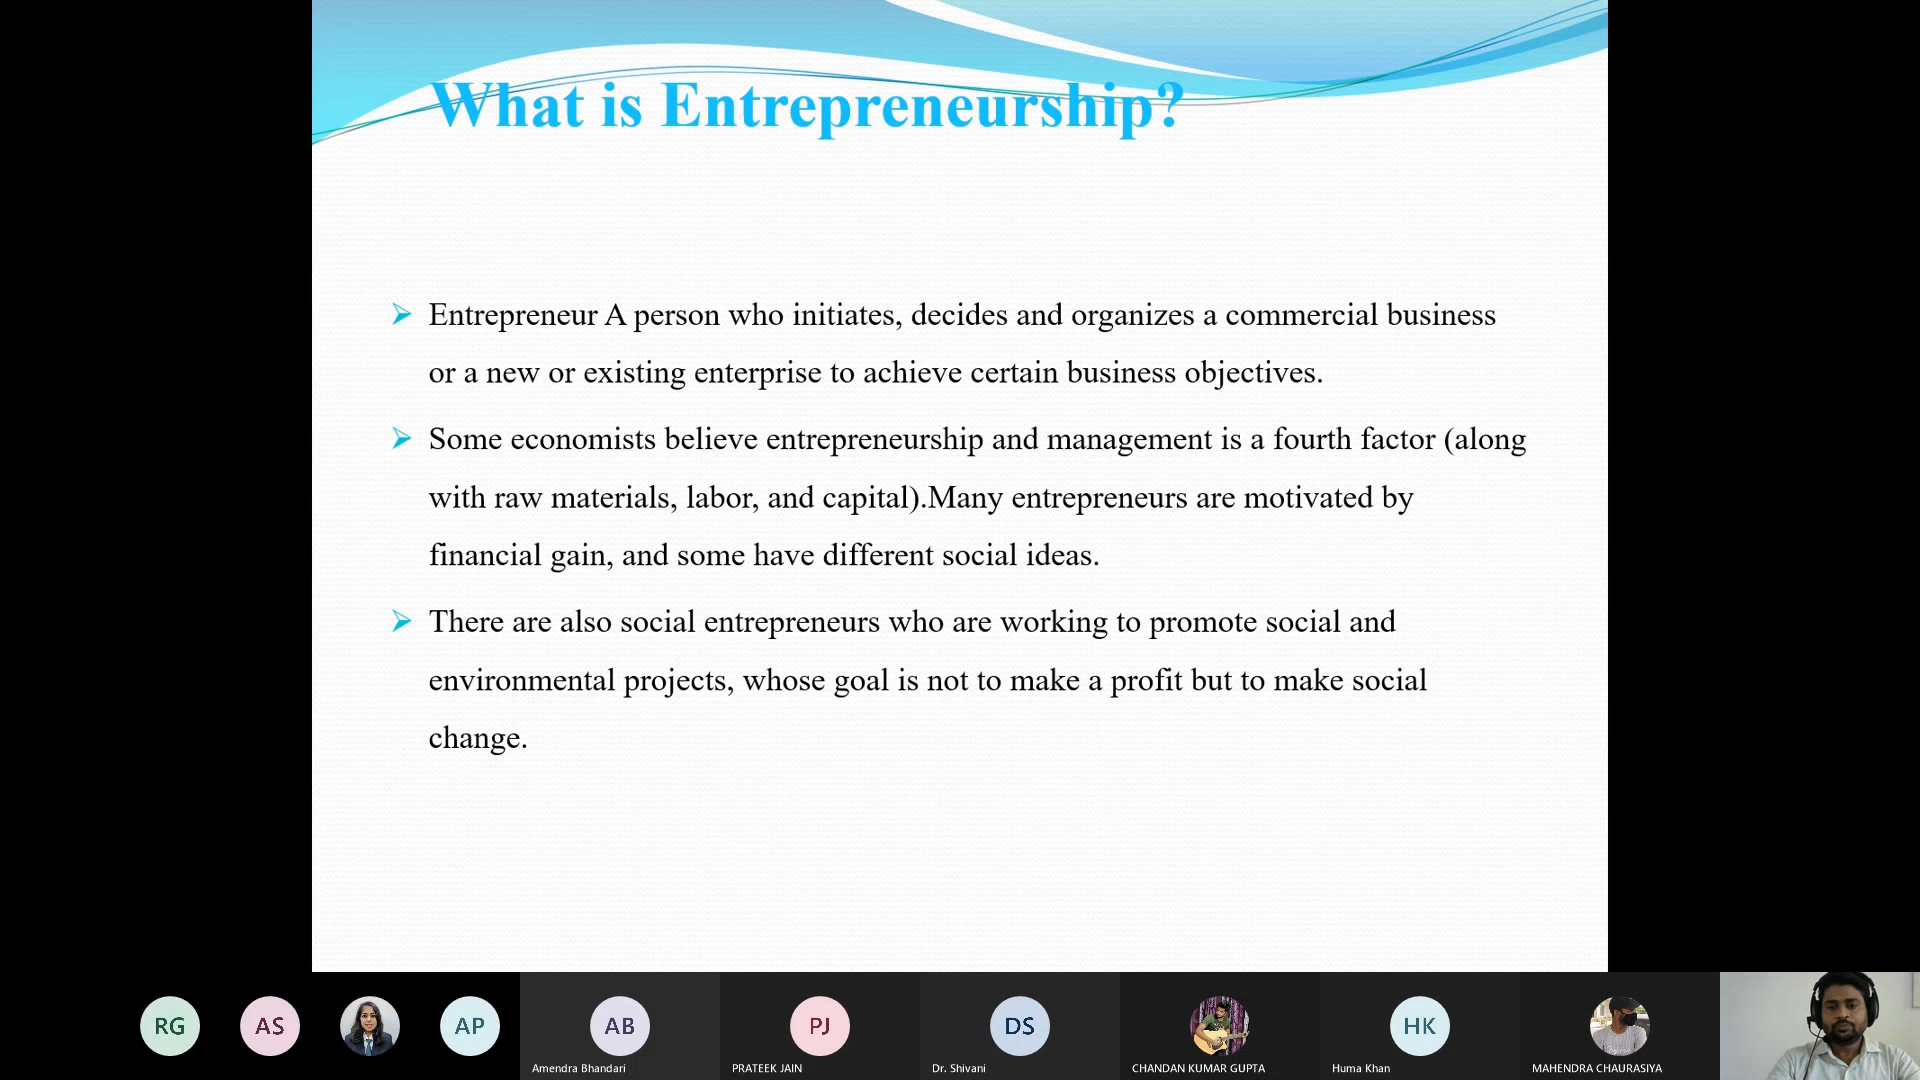 What is Entrepreneurship?
Entrepreneur A person who initiates, decides and organizes a commercial business
or a new or existing enterprise to achieve certain business objectives.
Some economists believe entrepreneurship and management is a fourth factor (along
with raw materials, labor, and capital).Many entrepreneurs are motivated by
financial gain, and some have different social ideas.
There are also social entrepreneurs who are working to promote social and
environmental projects, whose goal is not to make a profit but to make social
change.
RG
AS
AP
AB
PJ
DS
HK
Amendra Bhandari
PRATEEK JAIN
Dr. Shivani
CHANDAN KUMAR GUPTA
Huma Khan
MAHENDRA CHAURASIYA